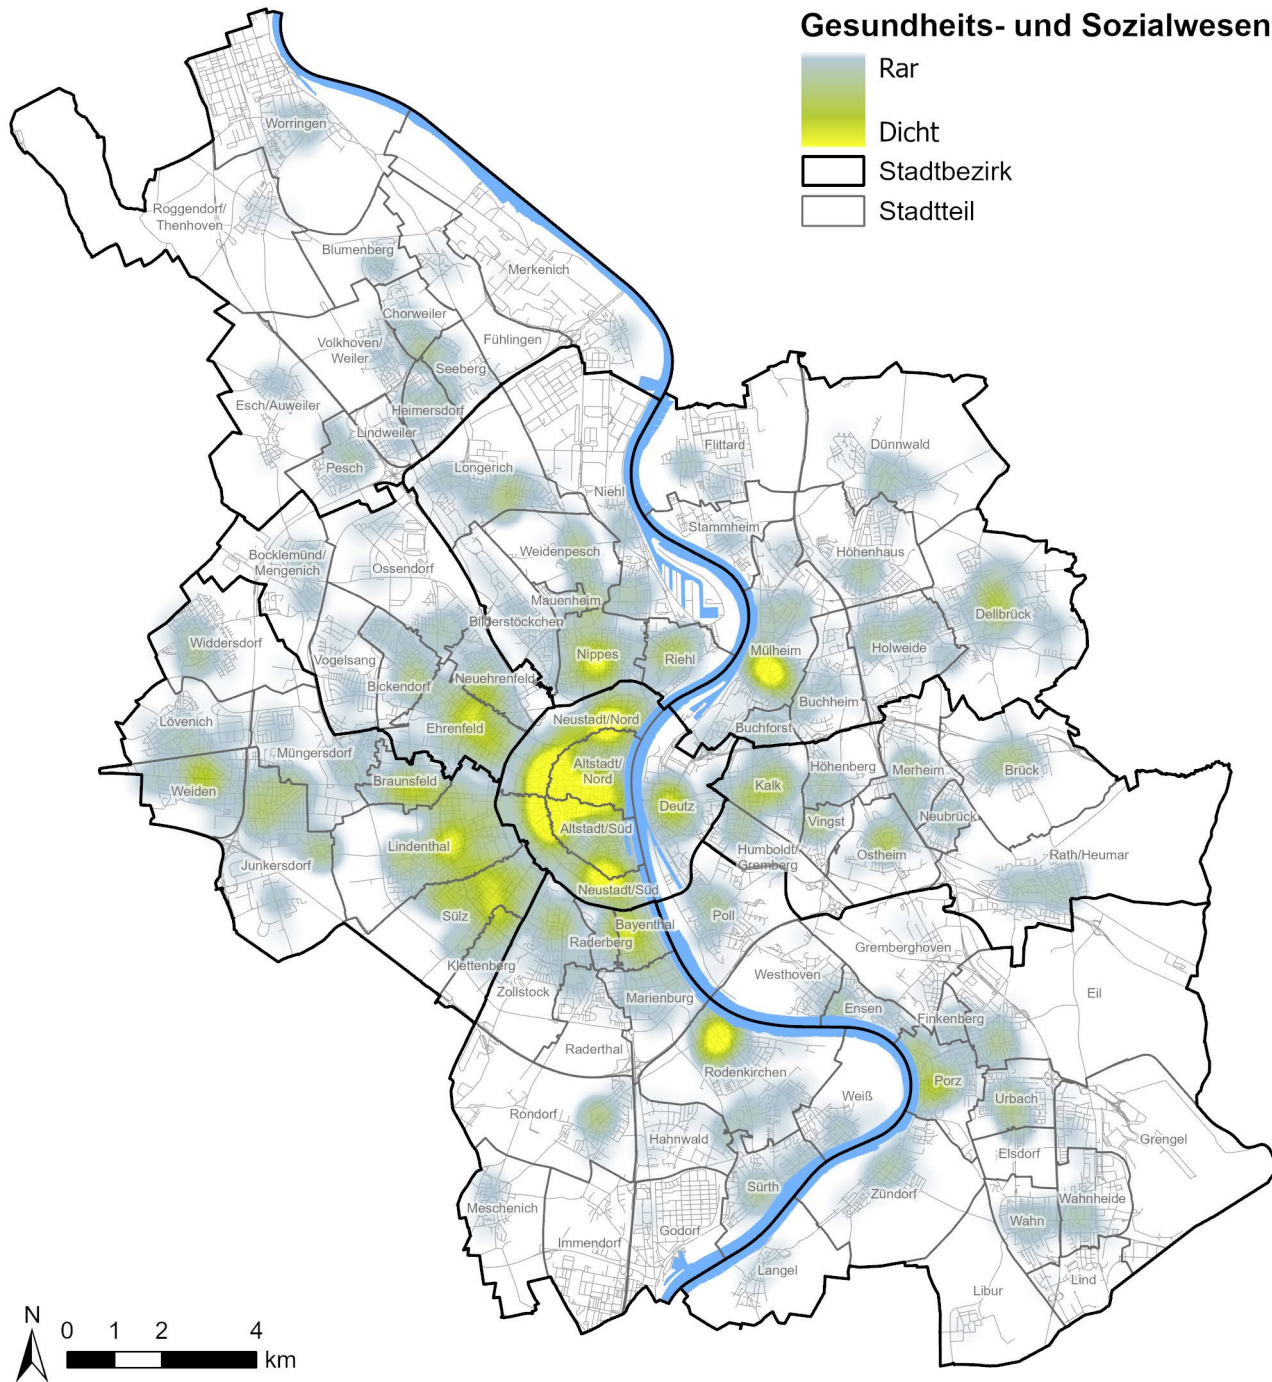 Gesundheits- und Sozialwesen
Rar
Dicht
Stadtbezirk
Stadtteil
Worringen
Roggendorf/
Thenhoven
Blumenberg
Merkenich
Chorweiler
Volkhoven/
Weiler
Fühlingen
Seeberg
Esch/Auweiler
Heimersdorf
Lindweiler
Pesch
Longerich
Flittard
Dünnwald
Niehl
Stammheim
Höhenhaus
Weidenpesch
Bocklemünd/
Mengenich
Ossendorf
Mauenheim
Bilderstöckchen
Dellbrück
Widdersdorf
Vogelsang
Nippes
Riehl
Mülheim
Holweide
Bickendorf
Neuehrenfeld
Buchheim
Lövenich
Ehrenfeld
Neustadt/Nord
Buchforst
Müngersdorf
Altstadt/
Nord
Höhenberg
Merheim
Brück
Weiden
Braunsfeld
Kalk
Deutz
Neubrück
Vingst
Altstadt/Süd
Lindenthal
Humboldt/
Gremberg
Ostheim
Rath/Heumar
Junkersdorf
Neustadt/Süd
Sülz
Bayenthal
Poll
Raderberg
Gremberghoven
Klettenberg
Westhoven
Zollstock
Marienburg
Eil
Ensen
Finkenberg
Raderthal
Rodenkirchen
Porz
Weiß
Urbach
Rondorf
Hahnwald
Grengel
Elsdorf
Sürth
Zündorf
Wahnheide
Meschenich
Wahn
Godorf
Immendorf
Langel
Lind
Libur
N
0 1 2 4
km